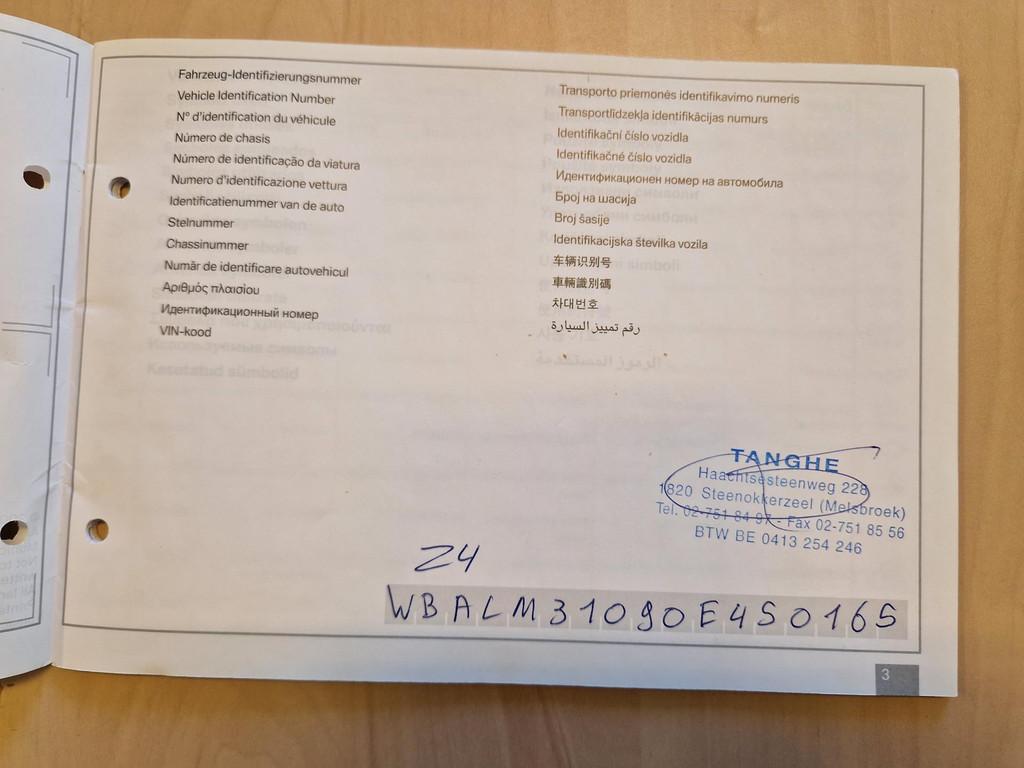 Fahrzeug-Identifizierungsnummer
Vehicle Identification Number
N° d'identification du véhicule
Número de chasis
Número de identificação da viatura
Numero d'identificazione vettura
Identificatienummer van de auto
Stelnummer
Chassinummer
Număr de identificare autovehicul
Αριθμός πλαισίου
Идентификационный номер
VIN-kood
Transporto priemonės identifikavimo numeris
Transportlīdzekļa identifikācijas numurs
Identifikační číslo vozidla
Identifikačné číslo vozidla
Идентификационен номер на автомобила
Број на шасија
Broj šasije
Identifikacijska številka vozila
车辆识别号
車輛識別碼
차대번호
رقم تمييز السيارة
TANGHE
Haachtsesteenweg 228
1820 Steenokkerzeel (Melsbroek)
Tel. 02-751 84 97 - Fax 02-751 85 56
BTW BE 0413 254 246
Z4
WBALM31090E450165
3